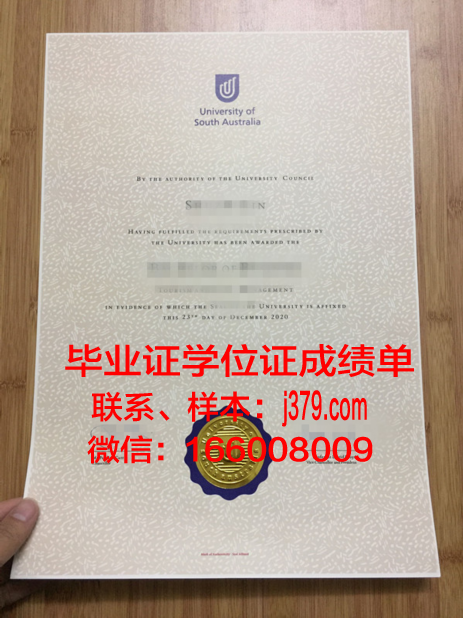 University of
South Australia
BY THE AUTHORITY OF THE UNIVERSITY COUNCIL
HAVING FULFILLED THE REQUIREMENTS PRESCRIBED BY
THE UNIVERSITY HAS BEEN AWARDED THE
IN EVIDENCE OF WHICH THE UNIVERSITY IS AFFIXED
THIS 23RD DAY OF DECEMBER 2020
毕业证学位证成绩单
联系、样本：j379.com
微信：166008009